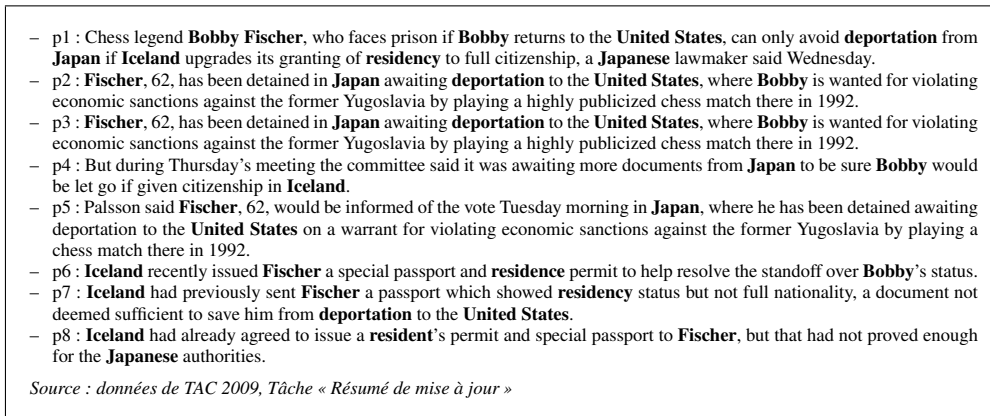 – p1 : Chess legend Bobby Fischer, who faces prison if Bobby returns to the United States, can only avoid deportation from
Japan if Iceland upgrades its granting of residency to full citizenship, a Japanese lawmaker said Wednesday.
– p2 : Fischer, 62, has been detained in Japan awaiting deportation to the United States, where Bobby is wanted for violating
economic sanctions against the former Yugoslavia by playing a highly publicized chess match there in 1992.
– p3 : Fischer, 62, has been detained in Japan awaiting deportation to the United States, where Bobby is wanted for violating
economic sanctions against the former Yugoslavia by playing a highly publicized chess match there in 1992.
– p4 : But during Thursday's meeting the committee said it was awaiting more documents from Japan to be sure Bobby would
be let go if given citizenship in Iceland.
– p5 : Palsson said Fischer, 62, would be informed of the vote Tuesday morning in Japan, where he has been detained awaiting
deportation to the United States on a warrant for violating economic sanctions against the former Yugoslavia by playing a
chess match there in 1992.
– p6 : Iceland recently issued Fischer a special passport and residence permit to help resolve the standoff over Bobby's status.
– p7 : Iceland had previously sent Fischer a passport which showed residency status but not full nationality, a document not
deemed sufficient to save him from deportation to the United States.
– p8 : Iceland had already agreed to issue a resident's permit and special passport to Fischer, but that had not proved enough
for the Japanese authorities.
Source : données de TAC 2009, Tâche « Résumé de mise à jour »